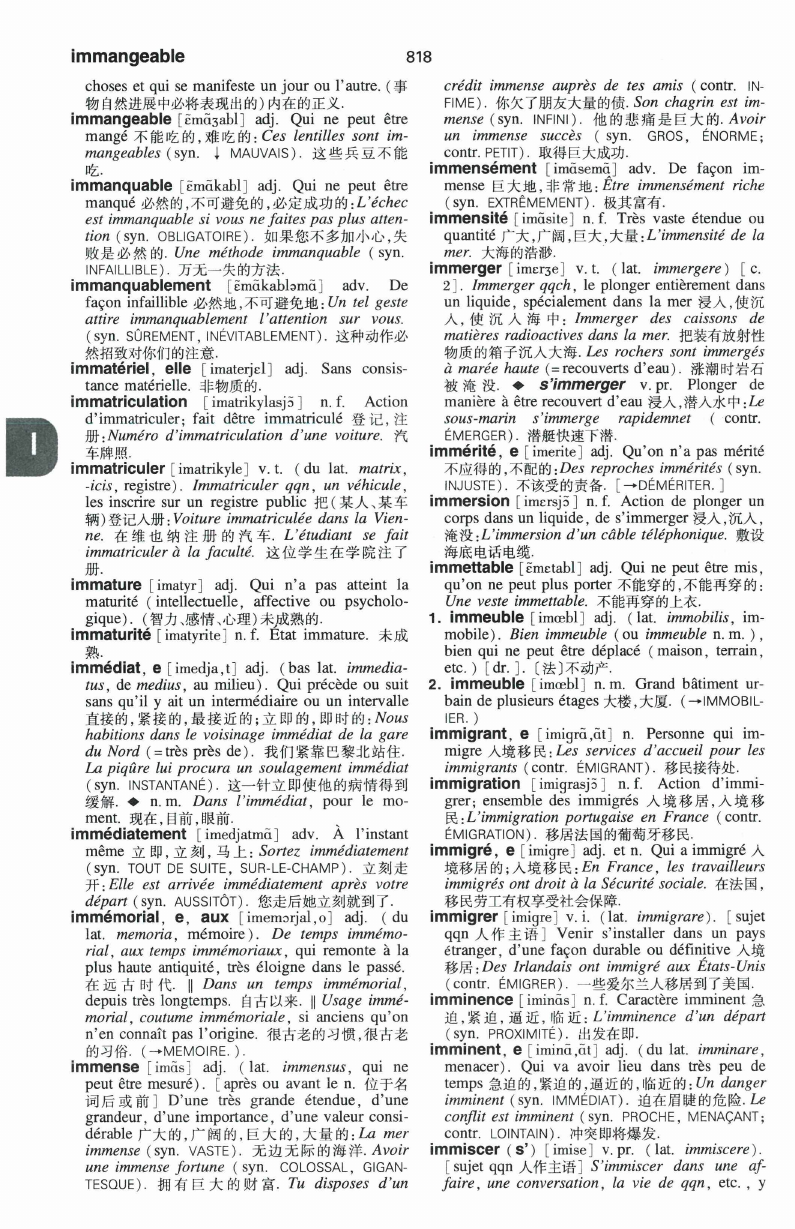 immangeable
818
choses et qui se manifeste un jour ou l'autre. (事
物自然进展中必将表现出的) 内在的正义.
immangeable [ɛ̃mɑ̃ʒabl] adj. Qui ne peut être
mangé 不能吃的,难吃的: Ces lentilles sont im-
mangeables (syn. ↓ MAUVAIS). 这些兵豆不能
吃.
immanquable [ɛ̃mɑ̃kabl] adj. Qui ne peut être
manqué 必然的,不可避免的,必定成功的: L'échec
est immanquable si vous ne faites pas plus atten-
tion (syn. OBLIGATOIRE). 如果您不多加小心,失
败是必然的. Une méthode immanquable (syn.
INFAILLIBLE). 万无一失的方法.
immanquablement [ɛ̃mɑ̃kabləmɑ̃] adv. De
façon infaillible 必然地,不可避免地: Un tel geste
attire immanquablement l'attention sur vous.
(syn. SÛREMENT, INÉVITABLEMENT). 这种动作必
然招致对你们的注意.
immatériel, elle [imaterjɛl] adj. Sans consis-
tance matérielle. 非物质的.
immatriculation [imatrikylasjɔ̃] n. f. Action
d'immatriculer; fait dêtre immatriculé 登记,注
册: Numéro d'immatriculation d'une voiture. 汽
车牌照.
immatriculer [imatrikyle] v. t. (du lat. matrix,
-icis, registre). Immatriculer qqn, un véhicule,
les inscrire sur un registre public 把(某人、某车
辆)登记入册: Voiture immatriculée dans la Vien-
ne. 在维也纳注册的汽车. L'étudiant se fait
immatriculer à la faculté. 这位学生在学院注了
册.
immature [imatyr] adj. Qui n'a pas atteint la
maturité (intellectuelle, affective ou psycholo-
gique). (智力、感情、心理)未成熟的.
immaturité [imatyrite] n. f. État immature. 未成
熟.
immédiat, e [imedja,t] adj. (bas lat. immedia-
tus, de medius, au milieu). Qui précède ou suit
sans qu'il y ait un intermédiaire ou un intervalle
直接的,紧接的,最接近的;立即的,即时的: Nous
habitions dans le voisinage immédiat de la gare
du Nord (= très près de). 我们紧靠巴黎北站住.
La piqûre lui procura un soulagement immédiat
(syn. INSTANTANÉ). 这一针立即使他的病情得到
缓解. ◆ n. m. Dans l'immédiat, pour le mo-
ment. 现在,目前,眼前.
immédiatement [imedjatmɑ̃] adv. À l'instant
même 立即,立刻,马上: Sortez immédiatement
(syn. TOUT DE SUITE, SUR-LE-CHAMP). 立刻走
开: Elle est arrivée immédiatement après votre
départ (syn. AUSSITÔT). 您走后她立刻就到了.
immémorial, e, aux [imemɔrjal,o] adj. (du
lat. memoria, mémoire). De temps immémo-
rial, aux temps immémoriaux, qui remonte à la
plus haute antiquité, très éloigne dans le passé.
在远古时代. ‖ Dans un temps immémorial,
depuis très longtemps. 自古以来. ‖ Usage immé-
morial, coutume immémoriale, si anciens qu'on
n'en connaît pas l'origine. 很古老的习惯,很古老
的习俗. (→MEMOIRE.).
immense [imɑ̃s] adj. (lat. immensus, qui ne
peut être mesuré). [après ou avant le n. 位于名
词后或前] D'une très grande étendue, d'une
grandeur, d'une importance, d'une valeur consi-
dérable 广大的,广阔的,巨大的,大量的: La mer
immense (syn. VASTE). 无边无际的海洋. Avoir
une immense fortune (syn. COLOSSAL, GIGAN-
TESQUE). 拥有巨大的财富. Tu disposes d'un
crédit immense auprès de tes amis (contr. IN-
FIME). 你欠了朋友大量的债. Son chagrin est im-
mense (syn. INFINI). 他的悲痛是巨大的. Avoir
un immense succès (syn. GROS, ÉNORME;
contr. PETIT). 取得巨大成功.
immensément [imɑ̃semɑ̃] adv. De façon im-
mense 巨大地,非常地: Être immensément riche
(syn. EXTRÊMEMENT). 极其富有.
immensité [imɑ̃site] n. f. Très vaste étendue ou
quantité 广大,广阔,巨大,大量: L'immensité de la
mer. 大海的浩渺.
immerger [imɛrʒe] v. t. (lat. immergere) [c.
2]. Immerger qqch, le plonger entièrement dans
un liquide, spécialement dans la mer 浸入,使沉
入,使沉入海中: Immerger des caissons de
matières radioactives dans la mer. 把装有放射性
物质的箱子沉入大海. Les rochers sont immergés
à marée haute (= recouverts d'eau). 涨潮时岩石
被淹没. ◆ s'immerger v. pr. Plonger de
manière à être recouvert d'eau 浸入,潜入水中: Le
sous-marin s'immerge rapidemnet (contr.
ÉMERGER). 潜艇快速下潜.
immérité, e [imerite] adj. Qu'on n'a pas mérité
不应得的,不配的: Des reproches immérités (syn.
INJUSTE). 不该受的责备. [→DÉMÉRITER.]
immersion [imɛrsjɔ̃] n. f. Action de plonger un
corps dans un liquide, de s'immerger 浸入,沉入,
淹没: L'immersion d'un câble téléphonique. 敷设
海底电话电缆.
immettable [ɛ̃mɛtabl] adj. Qui ne peut être mis,
qu'on ne peut plus porter 不能穿的,不能再穿的:
Une veste immettable. 不能再穿的上衣.
1. immeuble [imœbl] adj. (lat. immobilis, im-
mobile). Bien immeuble (ou immeuble n. m.),
bien qui ne peut être déplacé (maison, terrain,
etc.) [dr.]. 〔法〕不动产.
2. immeuble [imœbl] n. m. Grand bâtiment ur-
bain de plusieurs étages 大楼,大厦. (→IMMOBIL-
IER.)
immigrant, e [imigrɑ̃,ɑ̃t] n. Personne qui im-
migre 入境移民: Les services d'accueil pour les
immigrants (contr. ÉMIGRANT). 移民接待处.
immigration [imigrasjɔ̃] n. f. Action d'immi-
grer; ensemble des immigrés 入境移居,入境移
民: L'immigration portugaise en France (contr.
ÉMIGRATION). 移居法国的葡萄牙移民.
immigré, e [imigre] adj. et n. Qui a immigré 入
境移居的;入境移民: En France, les travailleurs
immigrés ont droit à la Sécurité sociale. 在法国,
移民劳工有权享受社会保障.
immigrer [imigre] v. i. (lat. immigrare). [sujet
qqn 人作主语] Venir s'installer dans un pays
étranger, d'une façon durable ou définitive 入境
移居: Des Irlandais ont immigré aux États-Unis
(contr. ÉMIGRER). 一些爱尔兰人移居到了美国.
imminence [iminɑ̃s] n. f. Caractère imminent 急
迫,紧迫,逼近,临近: L'imminence d'un départ
(syn. PROXIMITÉ). 出发在即.
imminent, e [iminɑ̃,ɑ̃t] adj. (du lat. imminare,
menacer). Qui va avoir lieu dans très peu de
temps 急迫的,紧迫的,逼近的,临近的: Un danger
imminent (syn. IMMÉDIAT). 迫在眉睫的危险. Le
conflit est imminent (syn. PROCHE, MENAÇANT;
contr. LOINTAIN). 冲突即将爆发.
immiscer (s') [imise] v. pr. (lat. immiscere).
[sujet qqn 人作主语] S'immiscer dans une af-
faire, une conversation, la vie de qqn, etc., y
I